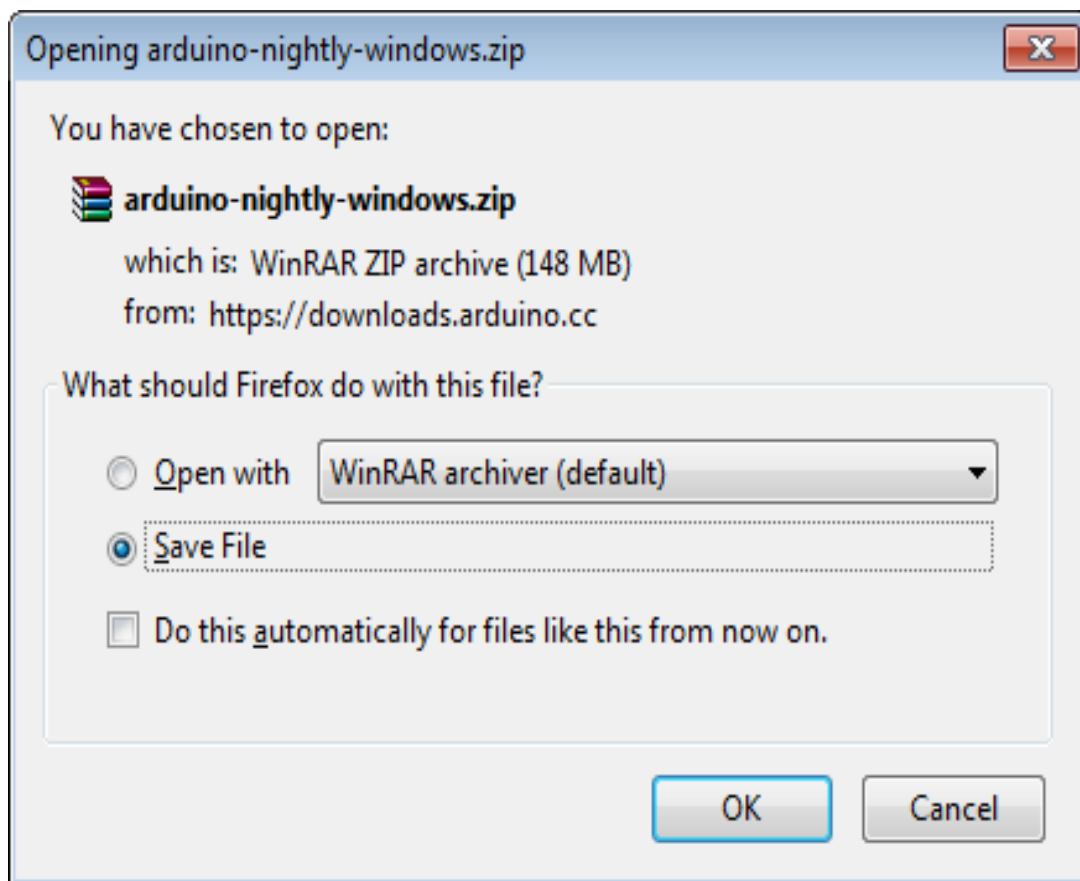 Opening arduino-nightly-windows.zip
You have chosen to open:
arduino-nightly-windows.zip
which is: WinRAR ZIP archive (148 MB)
from: https://downloads.arduino.cc
What should Firefox do with this file?
Open with WinRAR archiver (default)
Save File
Do this automatically for files like this from now on.
OK Cancel